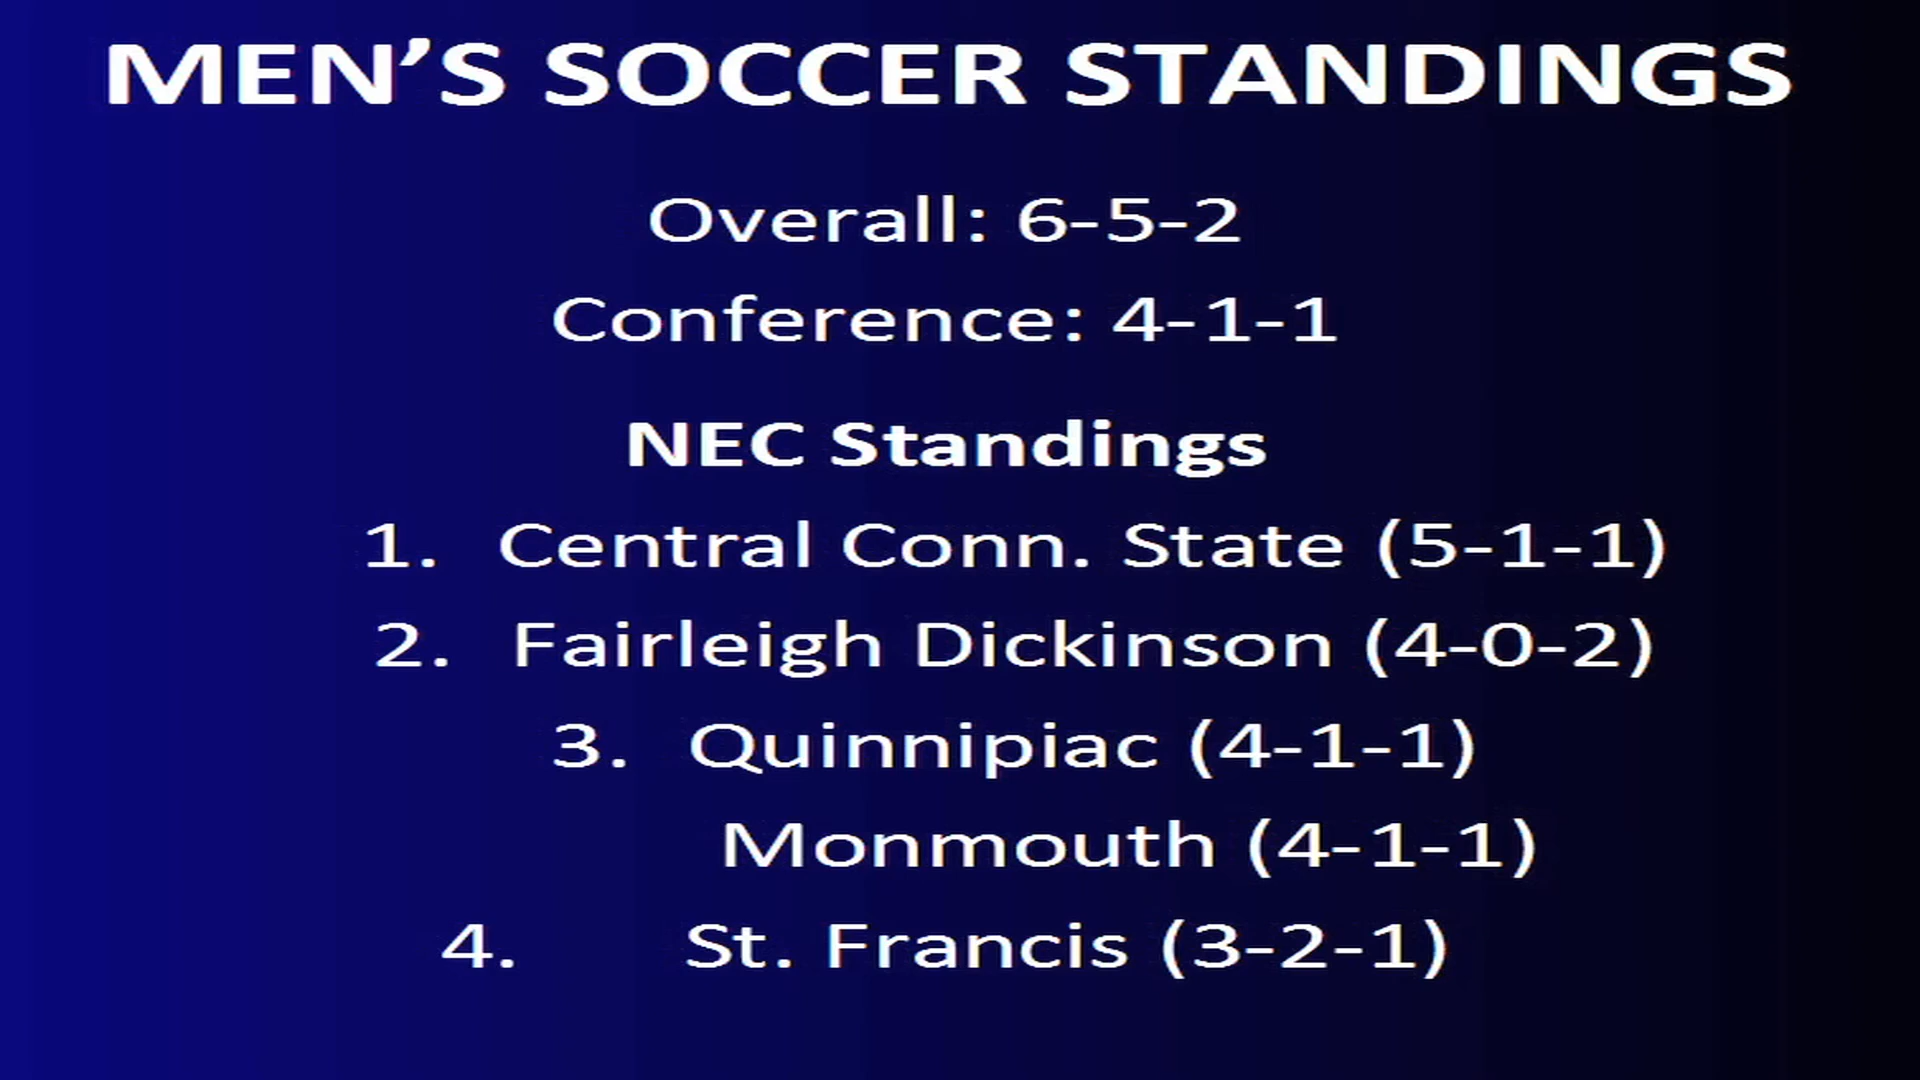 MEN'S SOCCER STANDINGS
Overall: 6-5-2
Conference: 4-1-1
NEC Standings
1. Central Conn. State (5-1-1)
2. Fairleigh Dickinson (4-0-2)
3. Quinnipiac (4-1-1)
Monmouth (4-1-1)
4. St. Francis (3-2-1)